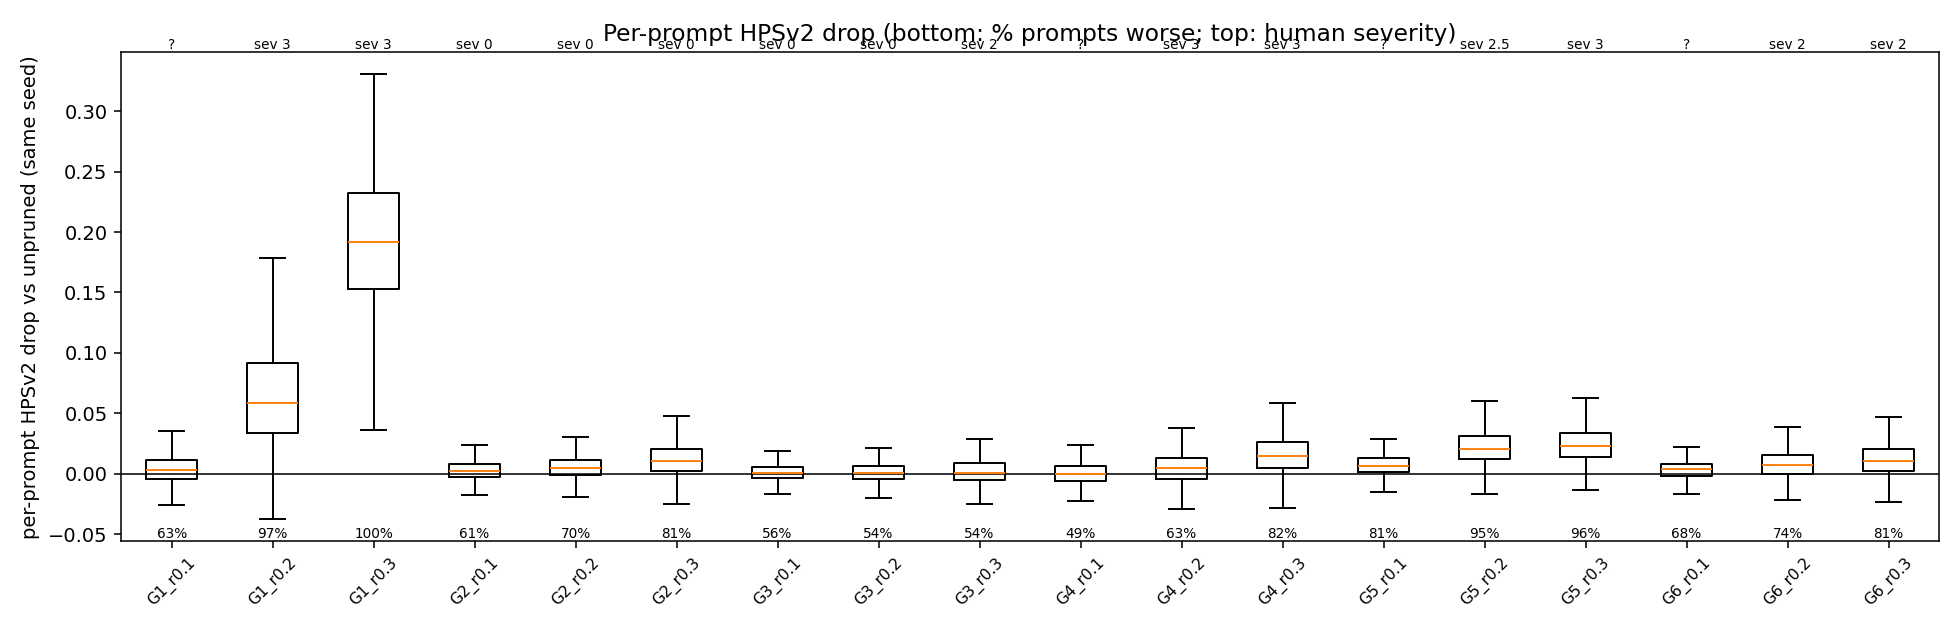 Per-prompt HPSv2 drop (bottom: % prompts worse; top: human severity)
? sev 3 sev 3 sev 0 sev 0 sev 0 sev 0 sev 0 sev 2 ? sev 3 sev 3 ? sev 2.5 sev 3 ? sev 2 sev 2
per-prompt HPSv2 drop vs unpruned (same seed)
0.30
0.25
0.20
0.15
0.10
0.05
0.00
−0.05
63% 97% 100% 61% 70% 81% 56% 54% 54% 49% 63% 82% 81% 95% 96% 68% 74% 81%
G1_r0.1 G1_r0.2 G1_r0.3 G2_r0.1 G2_r0.2 G2_r0.3 G3_r0.1 G3_r0.2 G3_r0.3 G4_r0.1 G4_r0.2 G4_r0.3 G5_r0.1 G5_r0.2 G5_r0.3 G6_r0.1 G6_r0.2 G6_r0.3